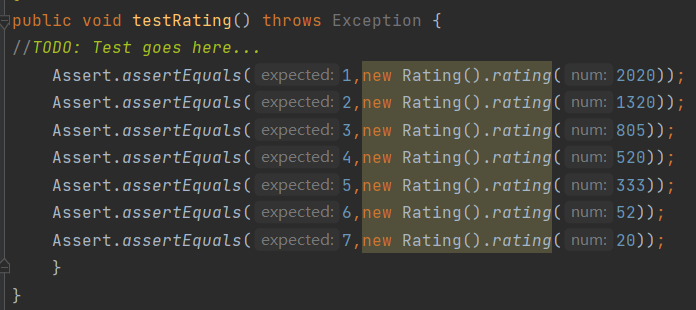 public void testRating() throws Exception {
//TODO: Test goes here...
Assert.assertEquals( expected: 1,new Rating().rating( num: 2020));
Assert.assertEquals( expected: 2,new Rating().rating( num: 1320));
Assert.assertEquals( expected: 3,new Rating().rating( num: 805));
Assert.assertEquals( expected: 4,new Rating().rating( num: 520));
Assert.assertEquals( expected: 5,new Rating().rating( num: 333));
Assert.assertEquals( expected: 6,new Rating().rating( num: 52));
Assert.assertEquals( expected: 7,new Rating().rating( num: 20));
}
}